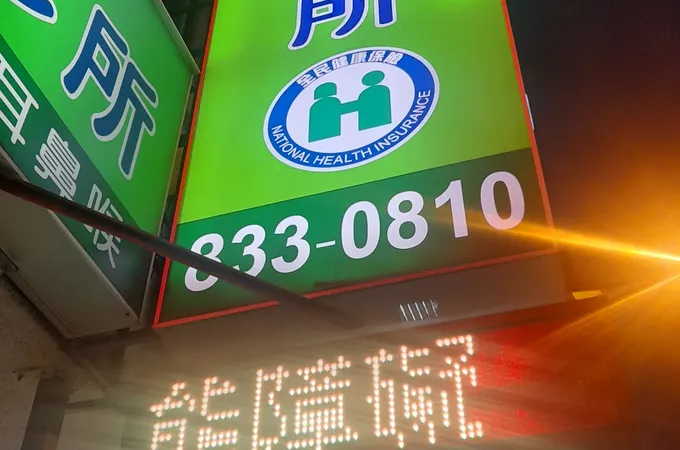 所
耳鼻喉
所
全民健康保險
NATIONAL HEALTH INSURANCE
833-0810
能障礙